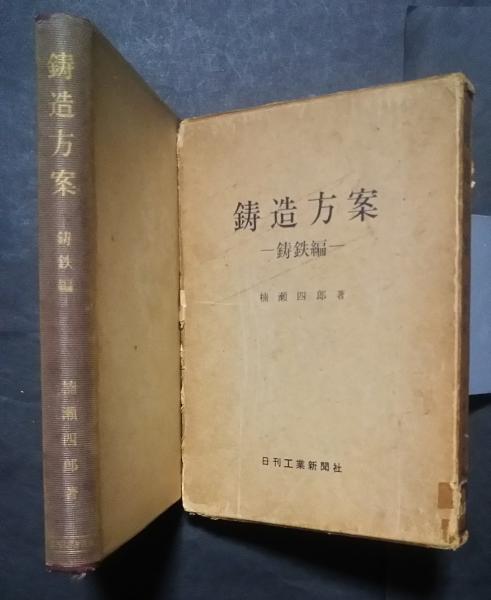 鋳造方案
鋳鉄編
楠瀬四郎著
鋳造方案
―鋳鉄編―
楠瀬四郎著
日刊工業新聞社